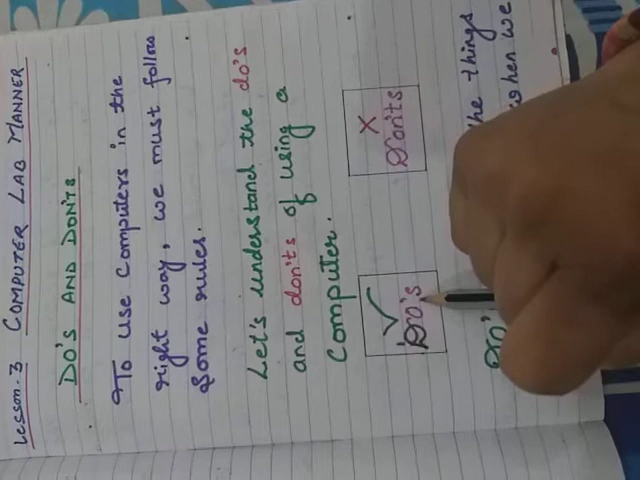 Lesson-3 COMPUTER LAB MANNER
DO'S AND DON'TS
To use computers in the
right way, we must follow
some rules.
Let's understand the do's
and don'ts of using a
computer.
✓ ✗
Do's Don'ts
Do' the things
when we